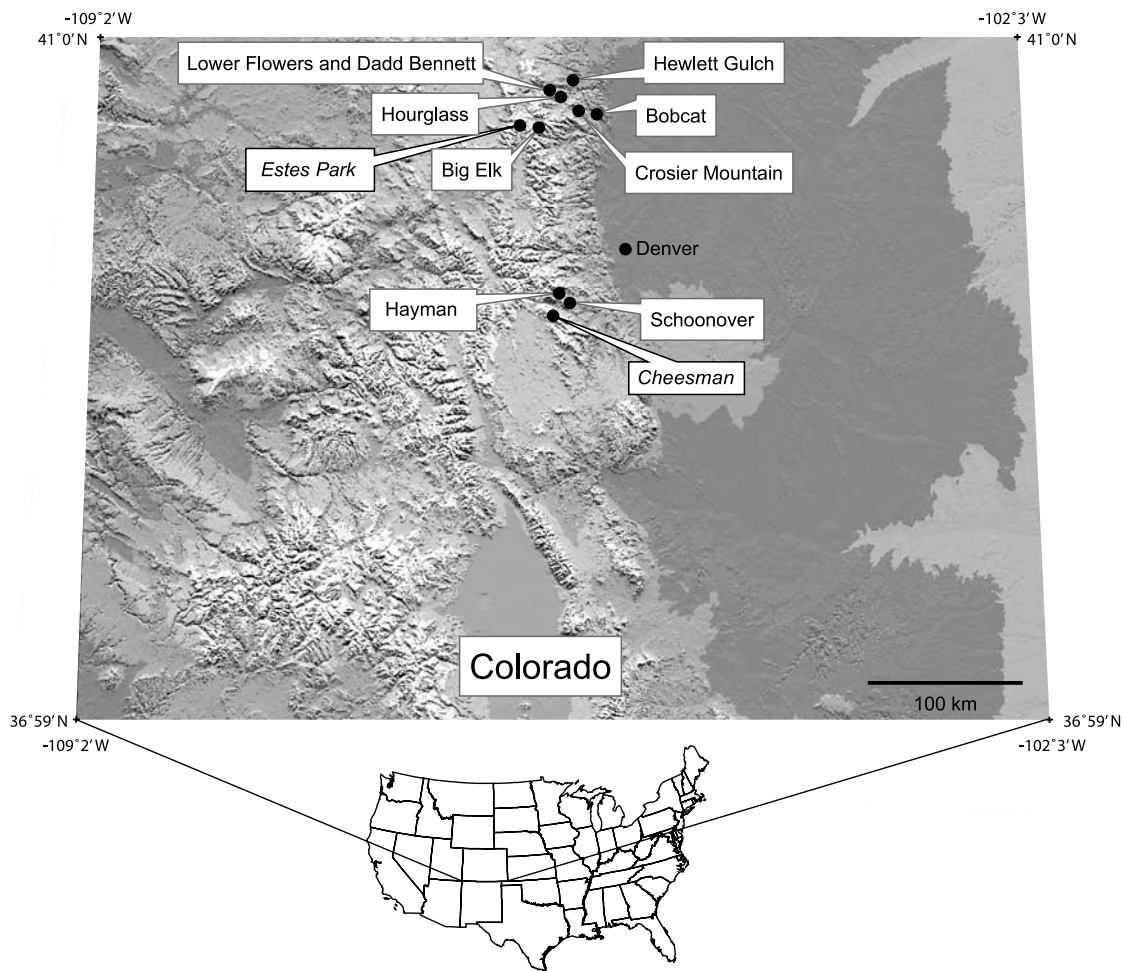 -109˚2'W
-102˚3'W
41˚0'N
41˚0'N
Lower Flowers and Dadd Bennett
Hewlett Gulch
Hourglass
Bobcat
Estes Park
Big Elk
Crosier Mountain
Denver
Hayman
Schoonover
Cheesman
Colorado
100 km
36˚59'N
36˚59'N
-109˚2'W
-102˚3'W